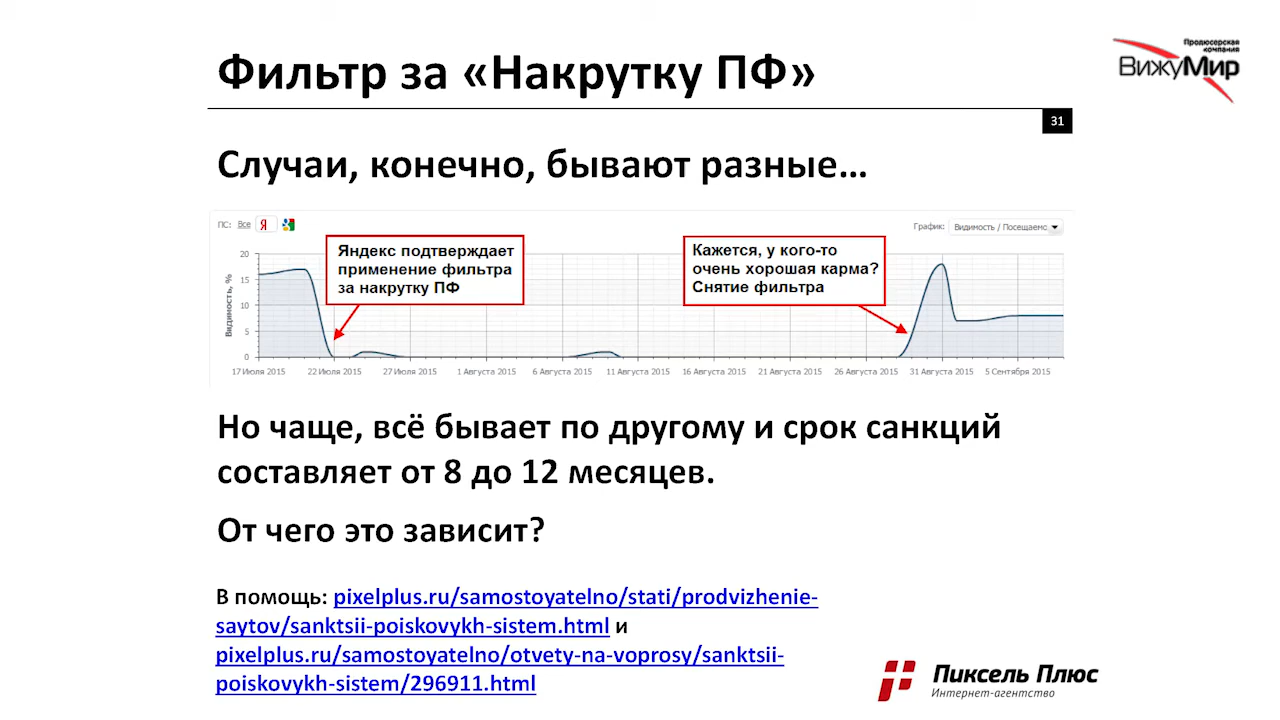 Фильтр за «Накрутку ПФ»
Продюсерская
компания
ВижуМир
31
Случаи, конечно, бывают разные…
ПС: Все Я
График: Видимость / Посещаемс
Яндекс подтверждает
применение фильтра
за накрутку ПФ
Кажется, у кого-то
очень хорошая карма?
Снятие фильтра
Видимость, %
20
15
10
5
0
17 Июля 2015 22 Июля 2015 27 Июля 2015 1 Августа 2015 6 Августа 2015 11 Августа 2015 16 Августа 2015 21 Августа 2015 26 Августа 2015 31 Августа 2015 5 Сентября 2015
Но чаще, всё бывает по другому и срок санкций
составляет от 8 до 12 месяцев.
От чего это зависит?
В помощь: pixelplus.ru/samostoyatelno/stati/prodvizhenie-
saytov/sanktsii-poiskovykh-sistem.html и
pixelplus.ru/samostoyatelno/otvety-na-voprosy/sanktsii-
poiskovykh-sistem/296911.html
Пиксель Плюс
Интернет-агентство